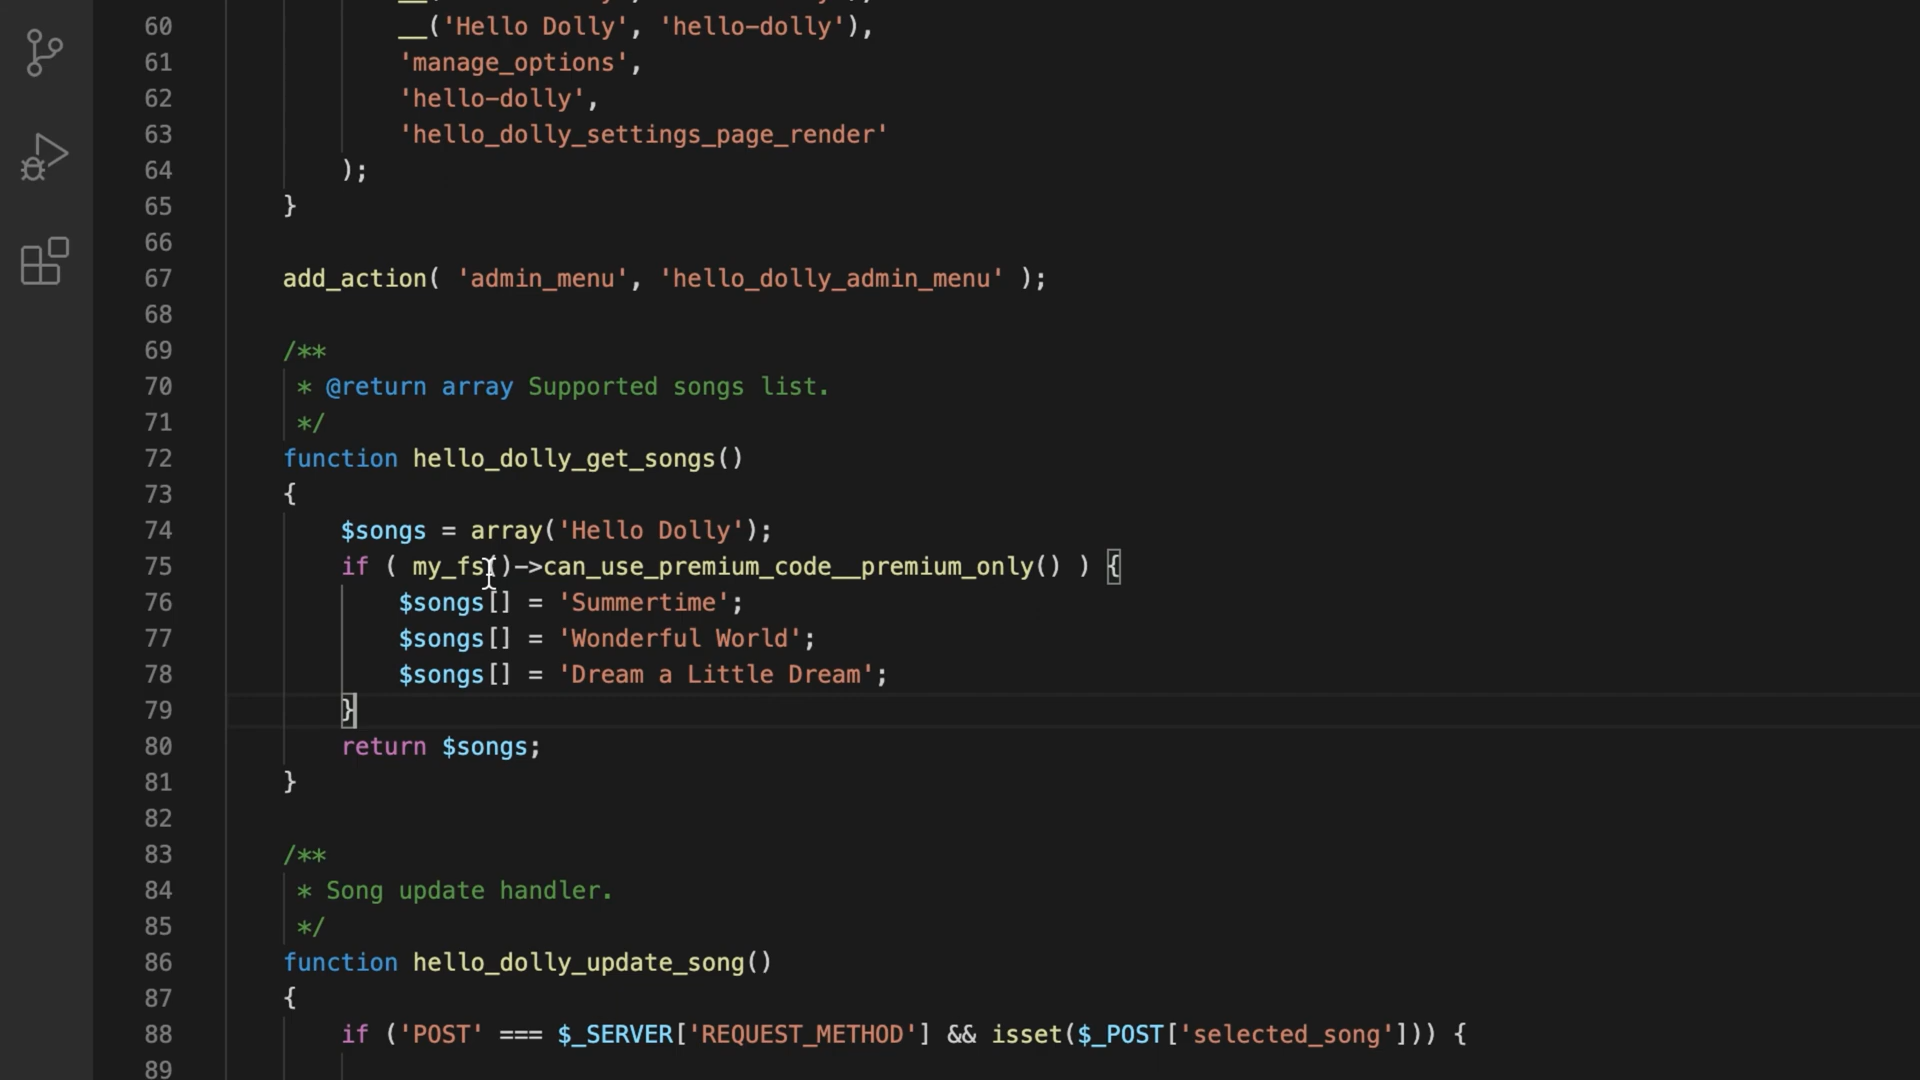 60 __('Hello Dolly', 'hello-dolly'),
61 'manage_options',
62 'hello-dolly',
63 'hello_dolly_settings_page_render'
64 );
65 }
66
67 add_action( 'admin_menu', 'hello_dolly_admin_menu' );
68
69 /**
70 * @return array Supported songs list.
71 */
72 function hello_dolly_get_songs()
73 {
74 $songs = array('Hello Dolly');
75 if ( my_fs()->can_use_premium_code__premium_only() ) {
76 $songs[] = 'Summertime';
77 $songs[] = 'Wonderful World';
78 $songs[] = 'Dream a Little Dream';
79 }
80 return $songs;
81 }
82
83 /**
84 * Song update handler.
85 */
86 function hello_dolly_update_song()
87 {
88 if ('POST' === $_SERVER['REQUEST_METHOD'] && isset($_POST['selected_song'])) {
89